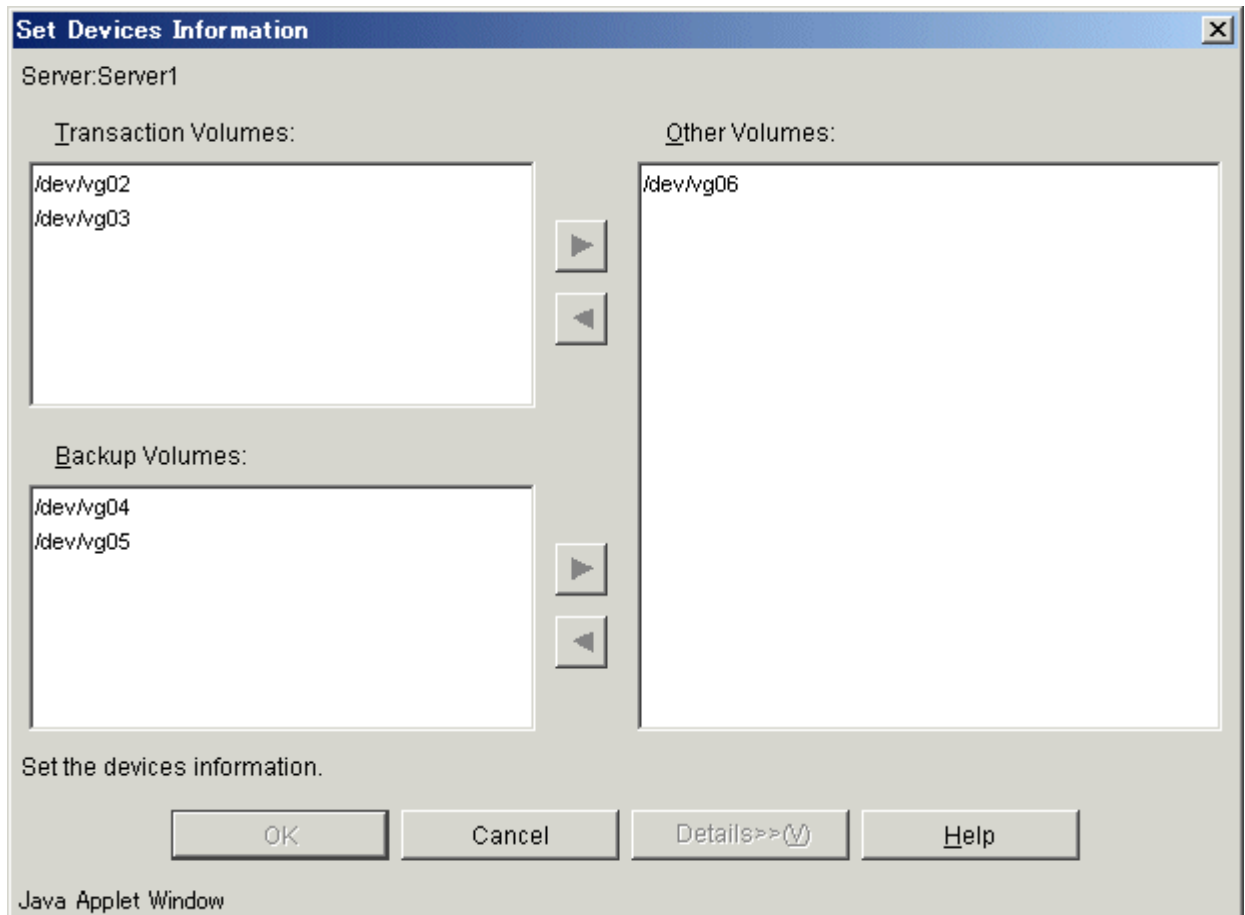 Set Devices Information
Server:Server1
Transaction Volumes:
/dev/vg02
/dev/vg03
Other Volumes:
/dev/vg06
Backup Volumes:
/dev/vg04
/dev/vg05
Set the devices information.
OK
Cancel
Details>>(V)
Help
Java Applet Window